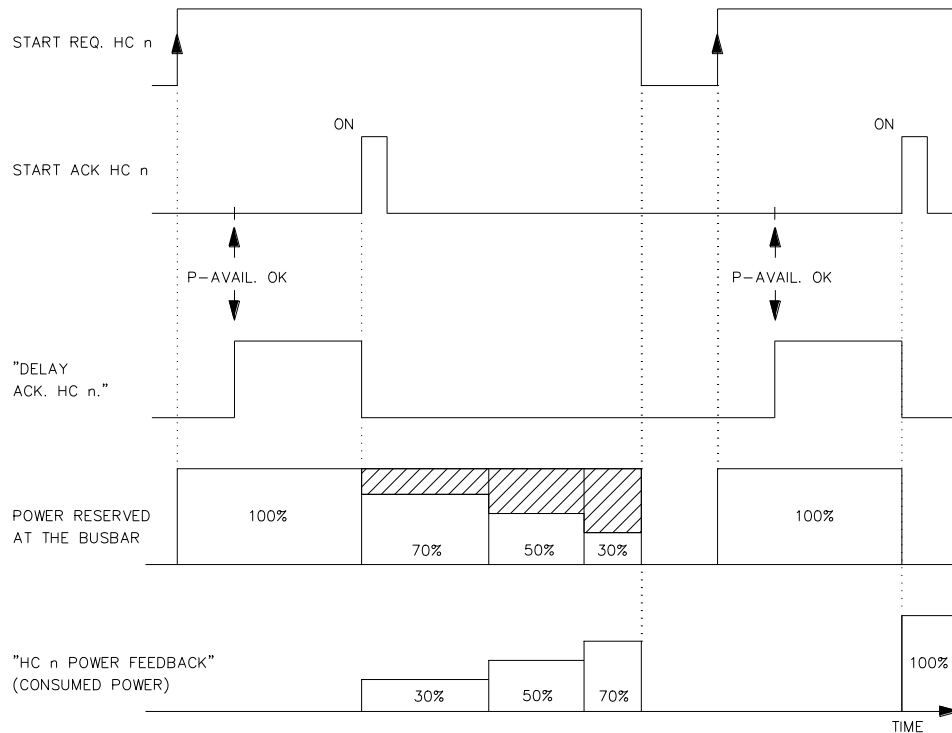 START REQ. HC n
ON
ON
START ACK HC n
P-AVAIL. OK
P-AVAIL. OK
"DELAY
ACK. HC n."
POWER RESERVED
AT THE BUSBAR
100%
70%
50%
30%
100%
"HC n POWER FEEDBACK"
(CONSUMED POWER)
30%
50%
70%
100%
TIME